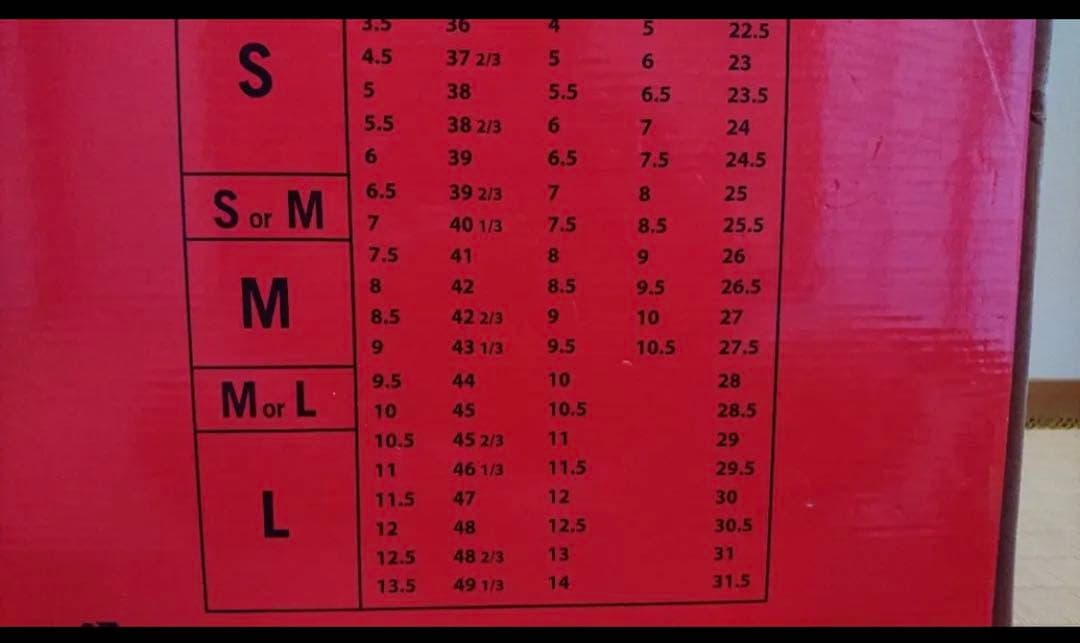 3.5 36 4 5 22.5
S 4.5 37 2/3 5 6 23
5 38 5.5 6.5 23.5
5.5 38 2/3 6 7 24
6 39 6.5 7.5 24.5
S or M 6.5 39 2/3 7 8 25
7 40 1/3 7.5 8.5 25.5
7.5 41 8 9 26
M 8 42 8.5 9.5 26.5
8.5 42 2/3 9 10 27
9 43 1/3 9.5 10.5 27.5
M or L 9.5 44 10 28
10 45 10.5 28.5
10.5 45 2/3 11 29
11 46 1/3 11.5 29.5
L 11.5 47 12 30
12 48 12.5 30.5
12.5 48 2/3 13 31
13.5 49 1/3 14 31.5